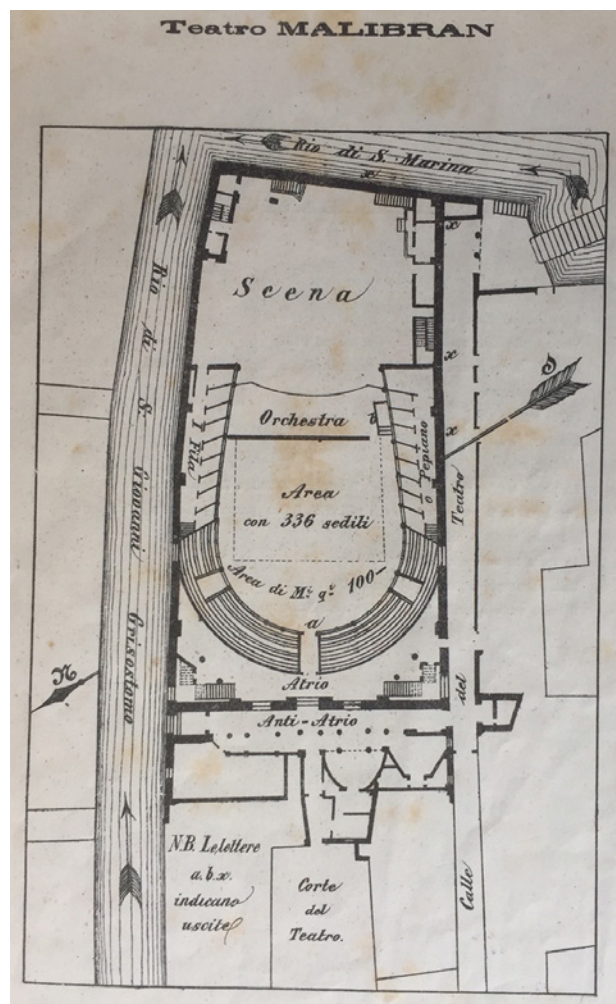 Teatro MALIBRAN
Rio di S. Marina
x
x
Scena
Rio di S. Giovanni Grisostomo
S
x
x
Orchestra
b
I Fila
o Pepiano
Area
con 336 sedili
Area di M.i q.i 100-
a
N
Atrio
Anti-Atrio
Calle del Teatro
N.B. Le lettere
a. b. x.
indicano
uscite
Corte
del
Teatro.